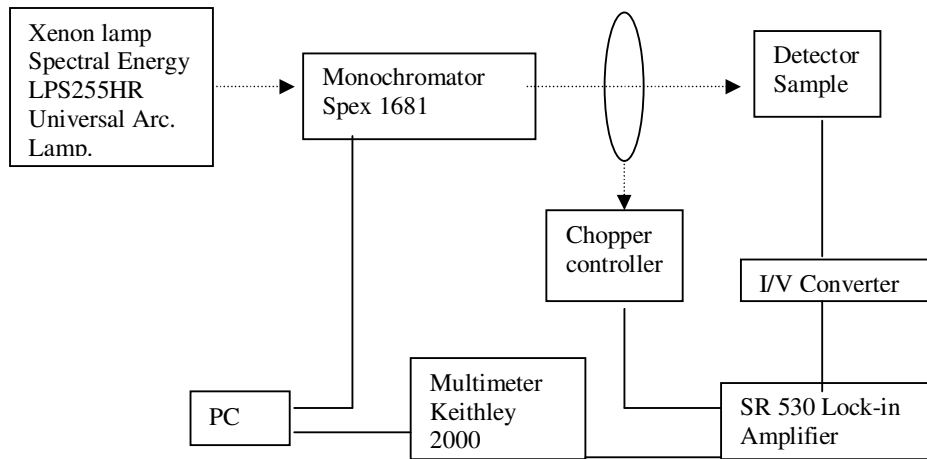 Xenon lamp
Spectral Energy
LPS255HR
Universal Arc.
Lamp.
Monochromator
Spex 1681
Detector
Sample
Chopper
controller
I/V Converter
PC
Multimeter
Keithley
2000
SR 530 Lock-in
Amplifier